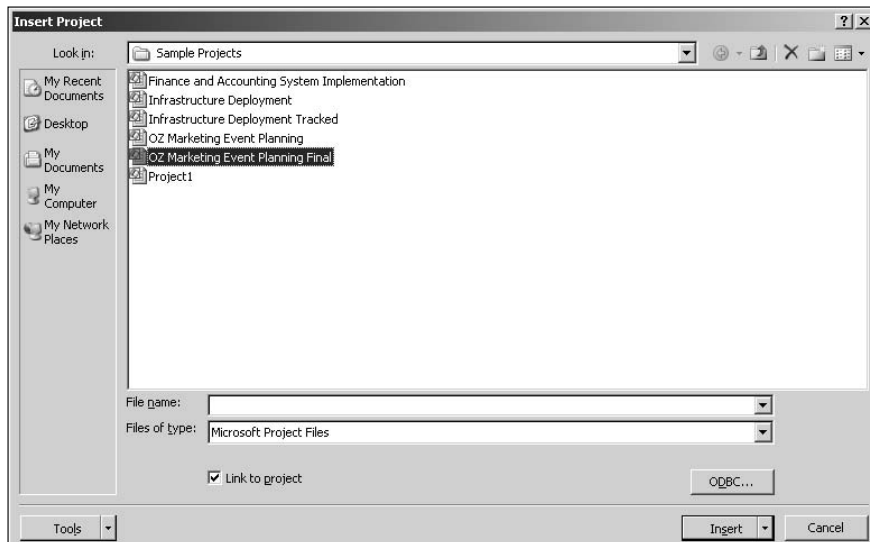 Insert Project
Look in: Sample Projects
My Recent
Documents
Desktop
My
Documents
My
Computer
My Network
Places
Finance and Accounting System Implementation
Infrastructure Deployment
Infrastructure Deployment Tracked
OZ Marketing Event Planning
OZ Marketing Event Planning Final
Project1
File name:
Files of type: Microsoft Project Files
Link to project
ODBC...
Tools
Insert
Cancel